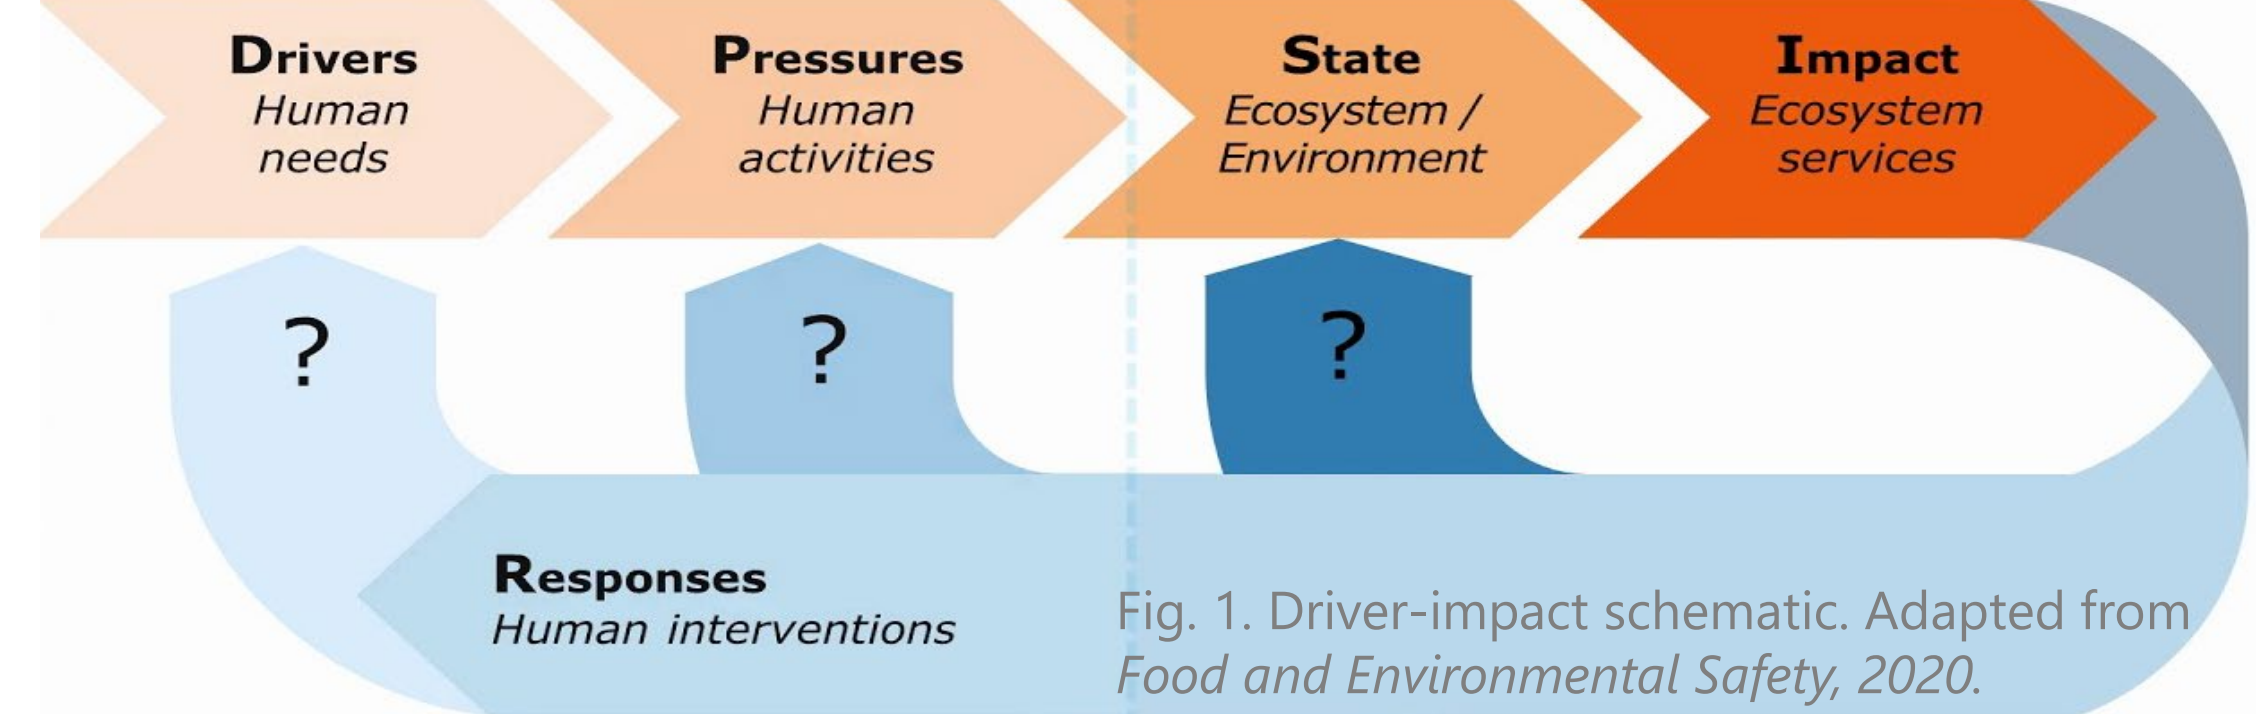 Drivers
Human
needs
Pressures
Human
activities
State
Ecosystem /
Environment
Impact
Ecosystem
services
?
?
?
Responses
Human interventions
Fig. 1. Driver-impact schematic. Adapted from
Food and Environmental Safety, 2020.